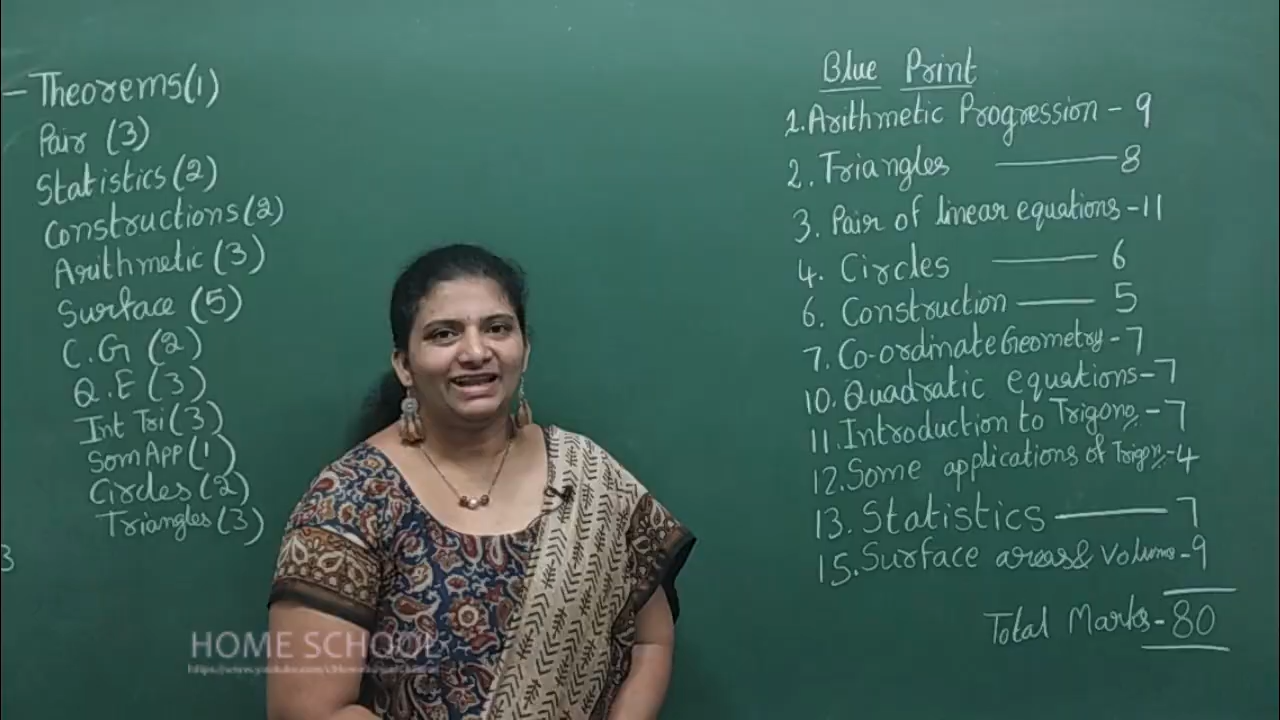 — Theorems(1)
Pair (3)
Statistics(2)
Constructions(2)
Arithmetic (3)
Surface (5)
C.G (2)
Q.E (3)
Int Tri(3)
Som App(1)
Circles(2)
Triangles(3)
3
Blue Print
1. Arithmetic Progression - 9
2. Triangles — 8
3. Pair of linear equations - 11
4. Circles — 6
6. Construction — 5
7. Co-ordinate Geometry - 7
10. Quadratic equations - 7
11. Introduction to Trigono. - 7
12. Some applications of Trigon. - 4
13. Statistics — 7
15. Surface areas & Volume - 9
Total Marks - 80
HOME SCHOOL